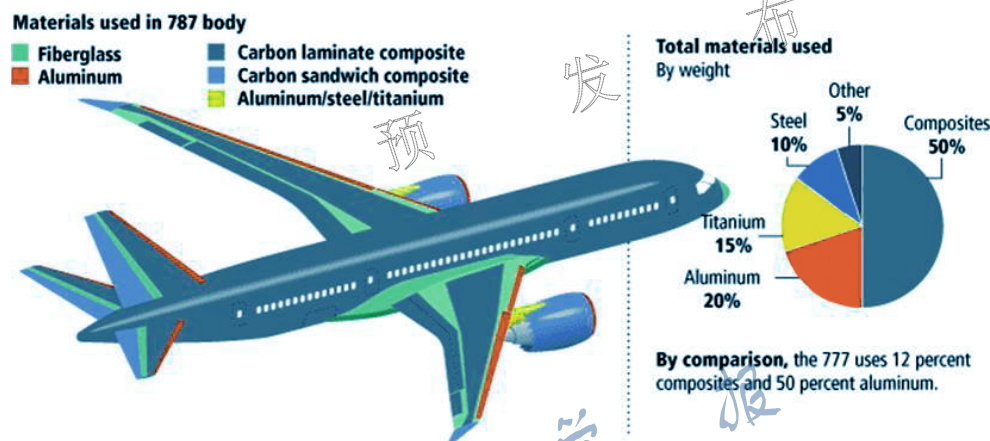 Materials used in 787 body
Fiberglass
Aluminum
Carbon laminate composite
Carbon sandwich composite
Aluminum/steel/titanium
Total materials used
By weight
Other
5%
Steel
10%
Composites
50%
Titanium
15%
Aluminum
20%
By comparison, the 777 uses 12 percent
composites and 50 percent aluminum.
预
发
布
报